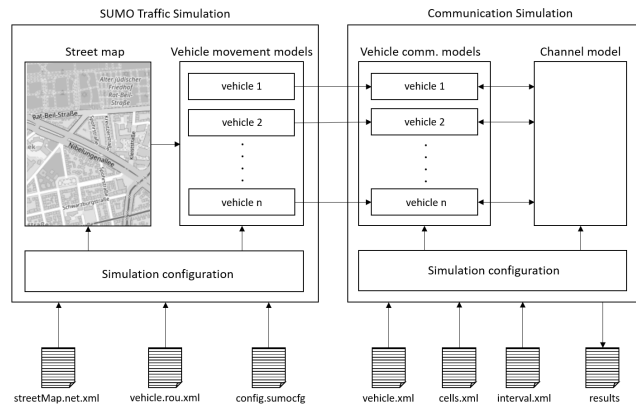 SUMO Traffic Simulation
Communication Simulation
Street map
Vehicle movement models
Vehicle comm. models
Channel model
Alter jüdischer
Friedhof
Rat-Beil-
Straße
Rat-Beil-Straße
Nibelungenallee
Schwarzburgstraße
vehicle 1
vehicle 2
vehicle n
vehicle 1
vehicle 2
vehicle n
Simulation configuration
Simulation configuration
streetMap.net.xml
vehicle.rou.xml
config.sumocfg
vehicle.xml
cells.xml
interval.xml
results